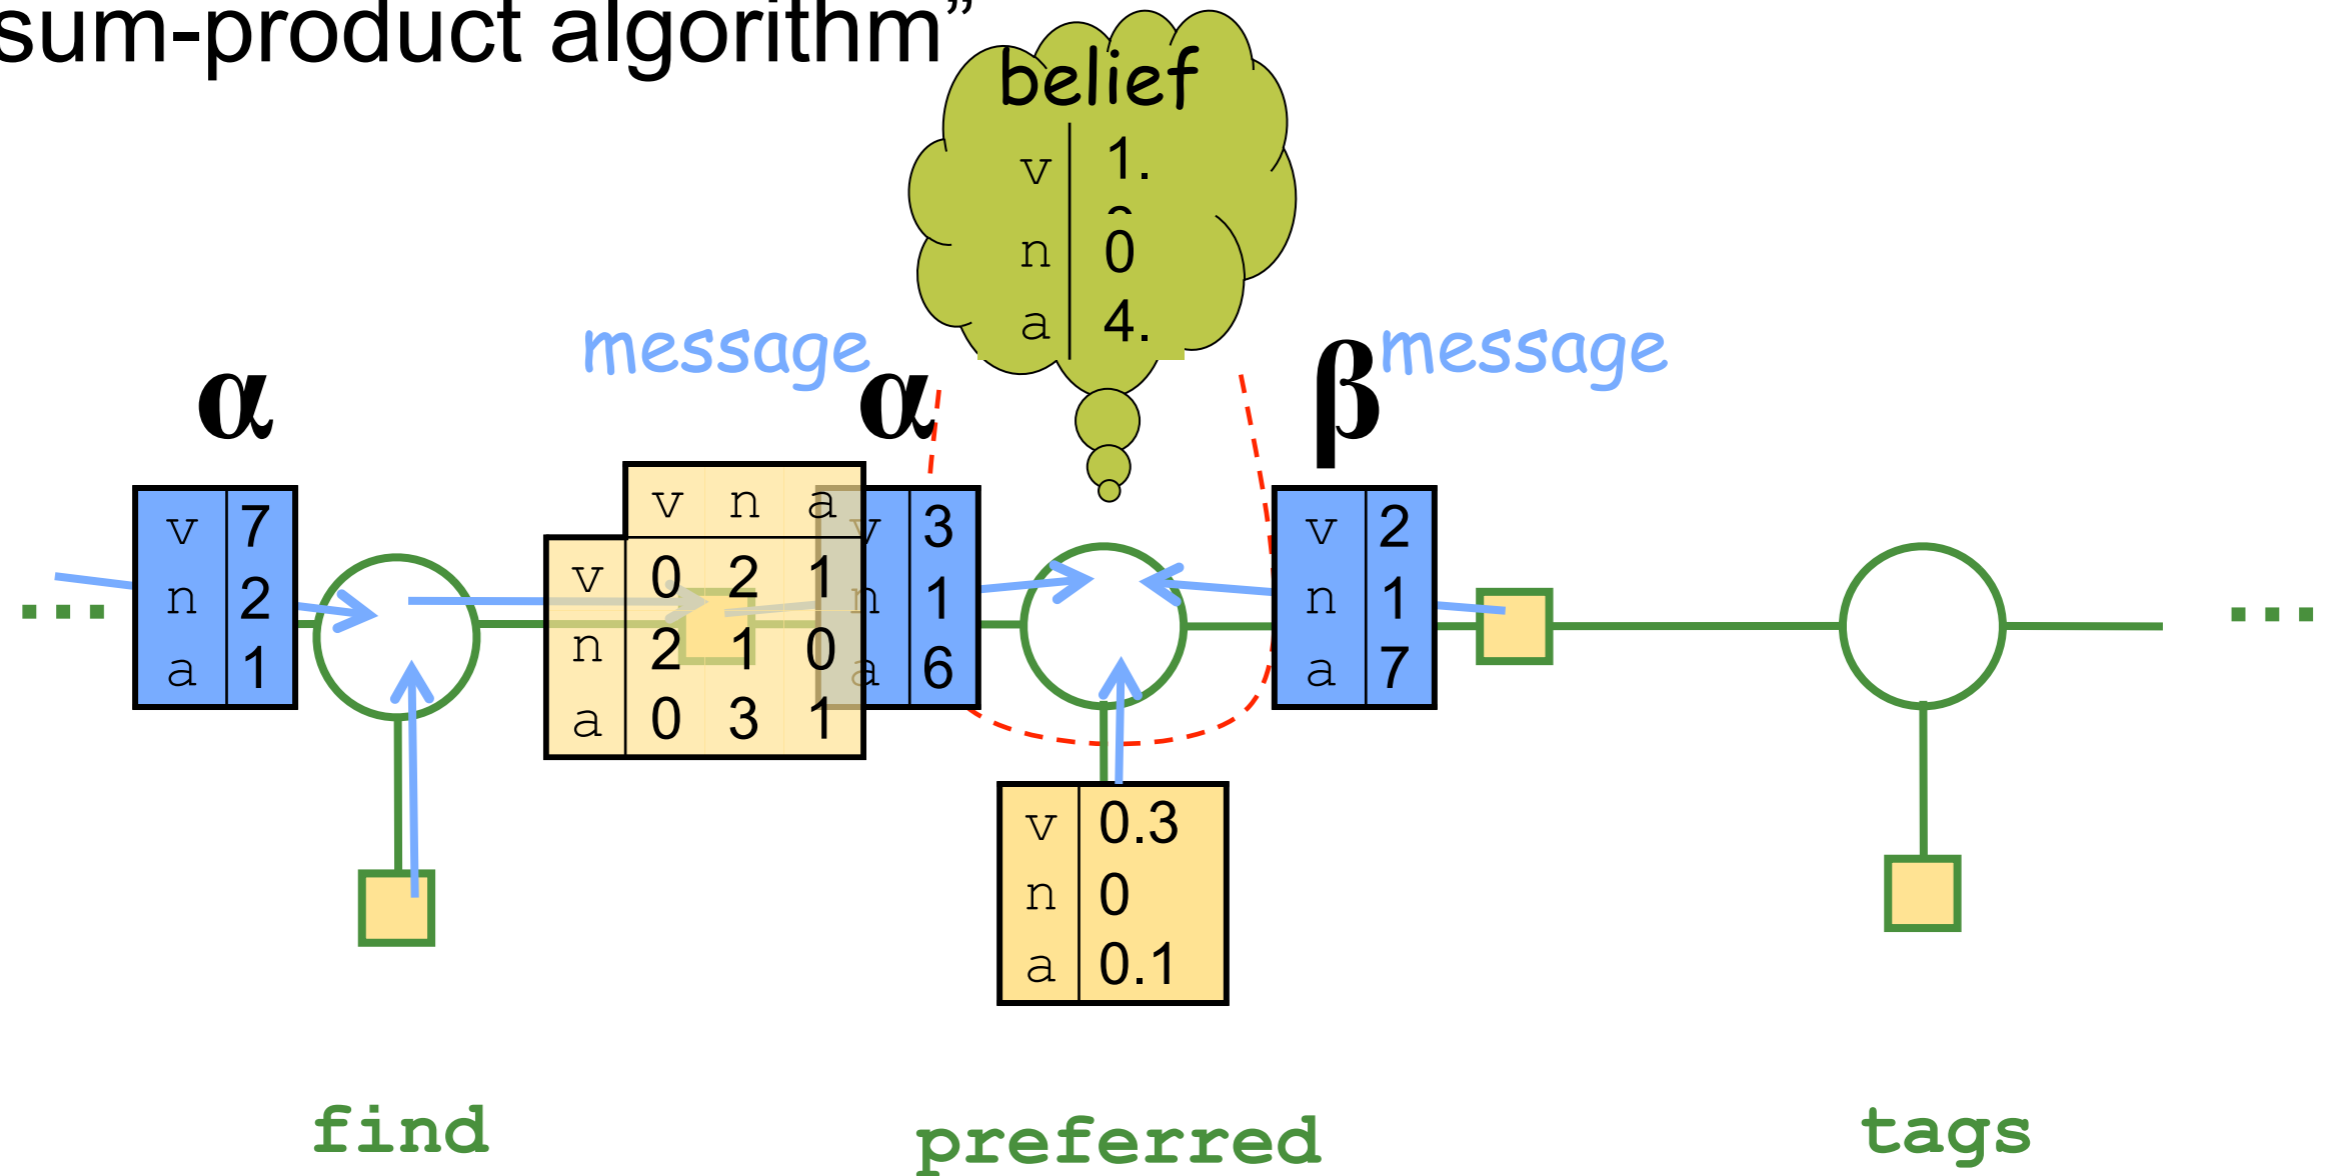 sum-product algorithm”
belief
v 1.
n 0
a 4.
message
message
α
α
β
v 7
n 2
a 1
v n a
v 0 2 1
n 2 1 0
a 0 3 1
v 3
n 1
a 6
v 2
n 1
a 7
...
...
v 0.3
n 0
a 0.1
find
preferred
tags